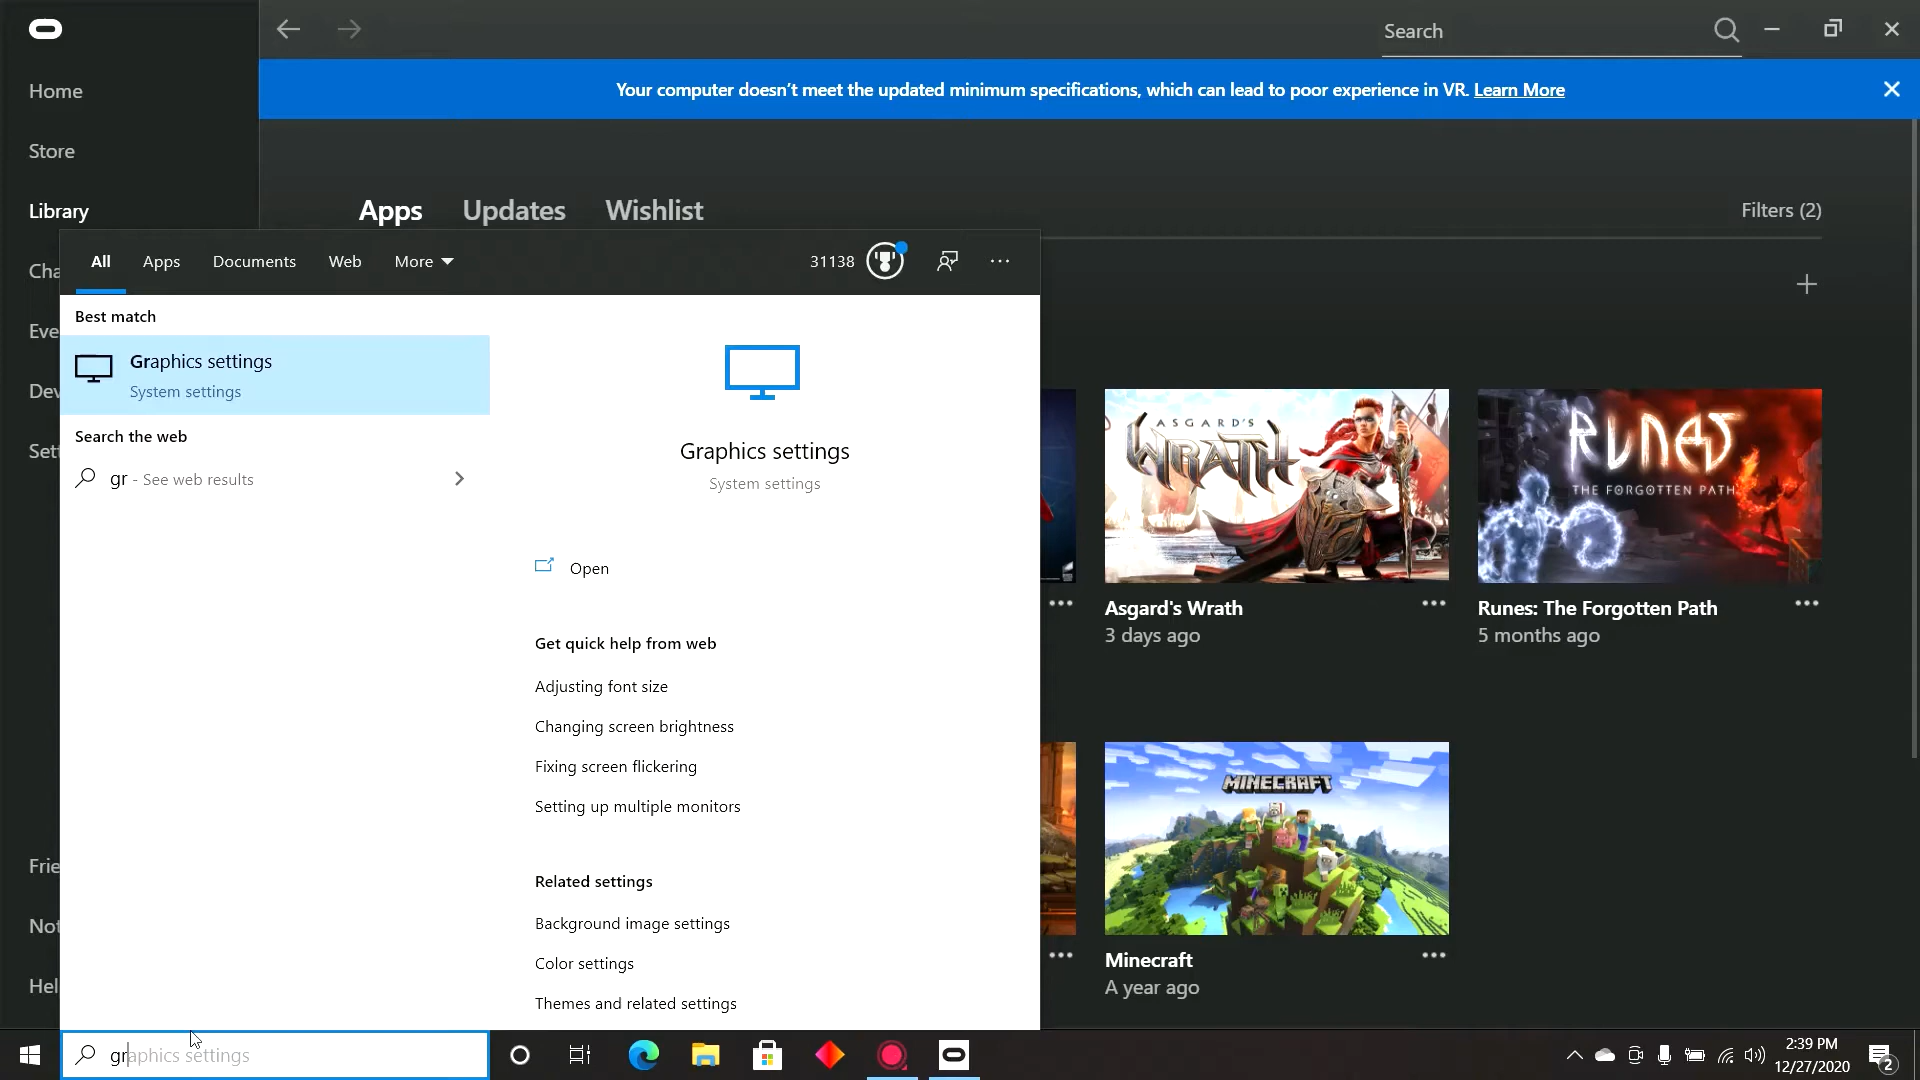 Search
Your computer doesn't meet the updated minimum specifications, which can lead to poor experience in VR. Learn More
Home
Store
Library
Cha
Eve
Dev
Sett
Frie
Not
Hel
Apps Updates Wishlist
Filters (2)
All Apps Documents Web More
31138
Best match
Graphics settings
System settings
Search the web
gr - See web results
Graphics settings
System settings
Open
Get quick help from web
Adjusting font size
Changing screen brightness
Fixing screen flickering
Setting up multiple monitors
Related settings
Background image settings
Color settings
Themes and related settings
ASGARD'S
WRATH
Asgard's Wrath
3 days ago
RUNES
THE FORGOTTEN PATH
Runes: The Forgotten Path
5 months ago
MINECRAFT
Minecraft
A year ago
graphics settings
2:39 PM
12/27/2020
2